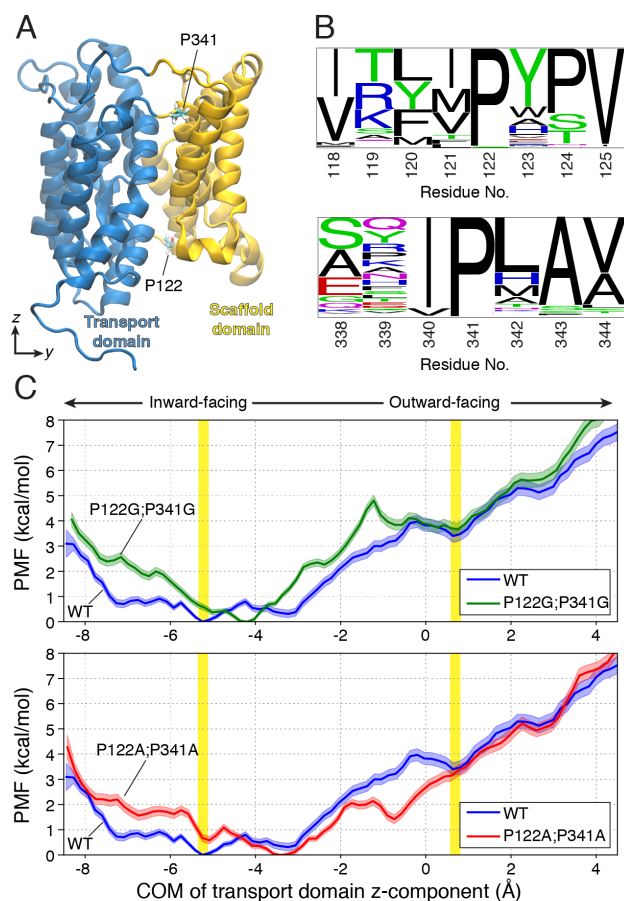 A
P341
P122
Transport
domain
Scaffold
domain
z
y
B
118 119 120 121 122 123 124 125
Residue No.
338 339 340 341 342 343 344
Residue No.
C
Inward-facing
Outward-facing
8
7
6
5
4
3
2
1
0
PMF (kcal/mol)
P122G;P341G
WT
WT
P122G;P341G
-8 -6 -4 -2 0 2 4
8
7
6
5
4
3
2
1
0
PMF (kcal/mol)
P122A;P341A
WT
WT
P122A;P341A
-8 -6 -4 -2 0 2 4
COM of transport domain z-component (Å)